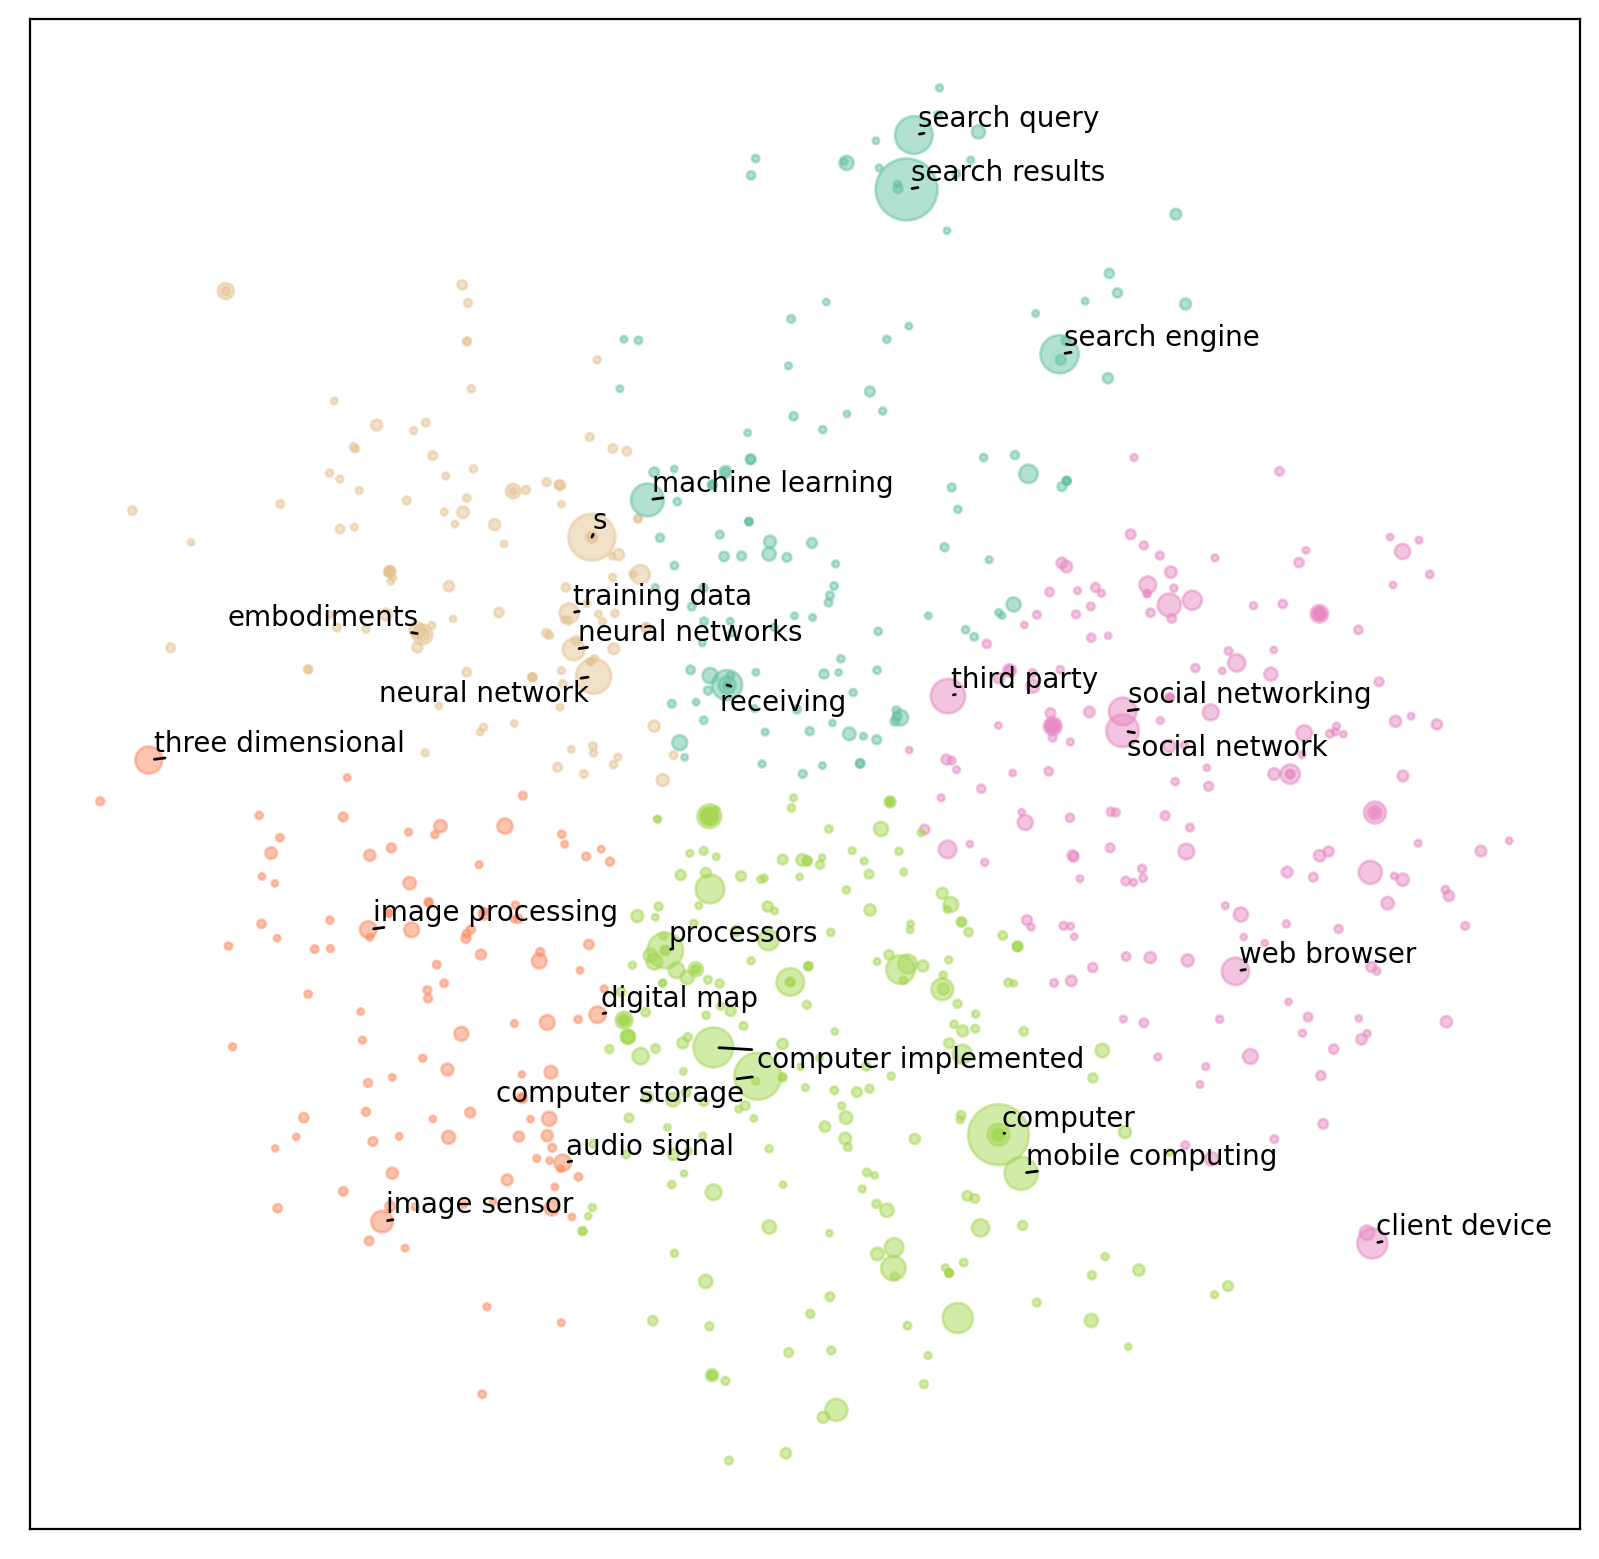 search query
search results
search engine
machine learning
s
training data
embodiments
neural networks
third party
neural network
social networking
receiving
three dimensional
social network
image processing
processors
web browser
digital map
computer implemented
computer storage
computer
audio signal
mobile computing
image sensor
client device